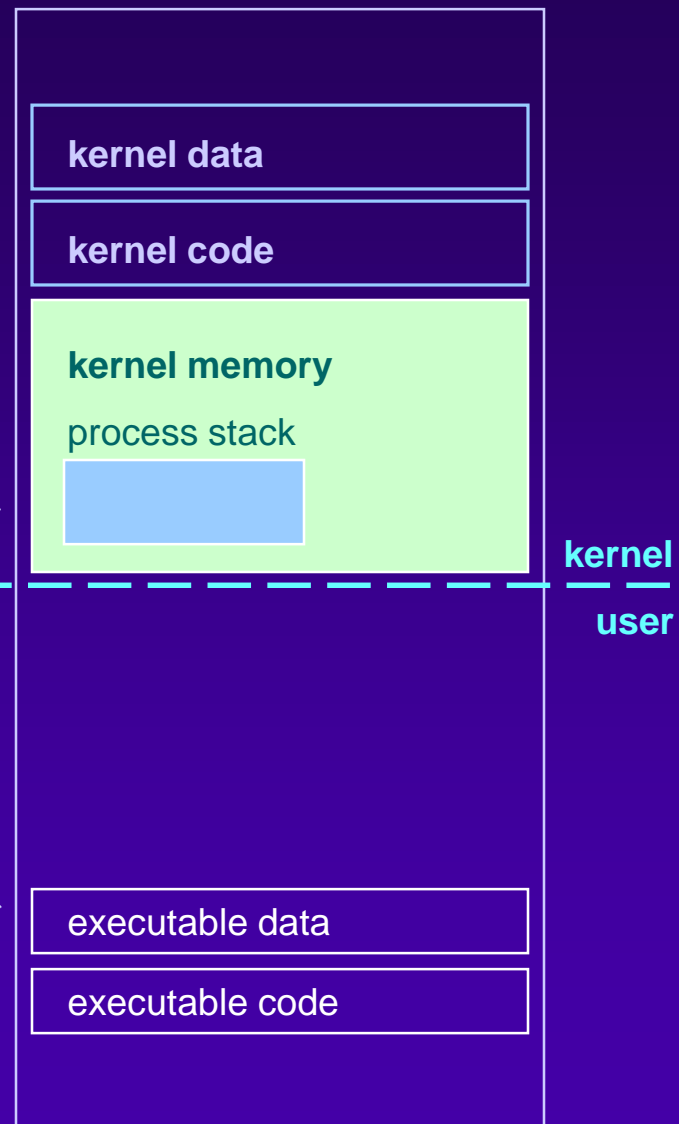 kernel data
kernel code
kernel memory
process stack
kernel
user
executable data
executable code